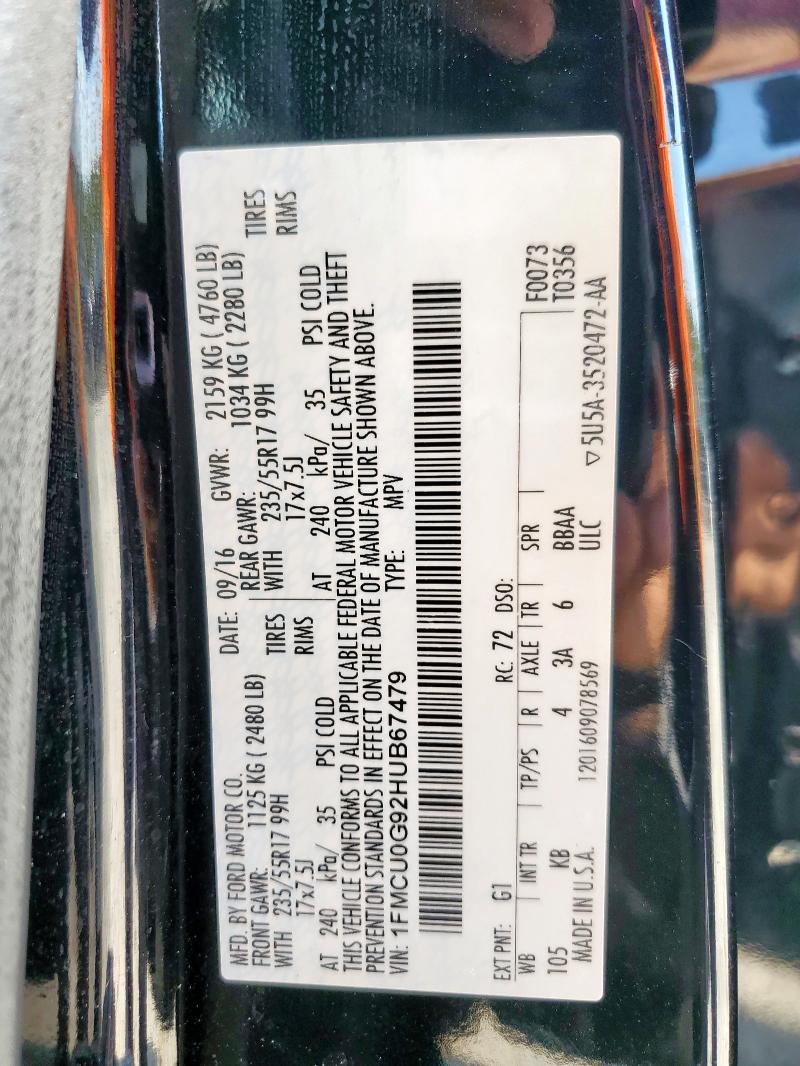 MFD. BY FORD MOTOR CO. DATE: 09/16 GVWR: 2159 KG ( 4760 LB)
FRONT GAWR: 1125 KG ( 2480 LB) REAR GAWR: 1034 KG ( 2280 LB)
WITH 235/55R17 99H TIRES WITH 235/55R17 99H TIRES
17x7.5J RIMS 17x7.5J RIMS
AT 240 kPa/ 35 PSI COLD AT 240 kPa/ 35 PSI COLD
THIS VEHICLE CONFORMS TO ALL APPLICABLE FEDERAL MOTOR VEHICLE SAFETY AND THEFT
PREVENTION STANDARDS IN EFFECT ON THE DATE OF MANUFACTURE SHOWN ABOVE.
VIN: 1FMCU0G92HUB67479 TYPE: MPV
EXT PNT: G1 RC: 72 DSO: F0073
WB INT TR TP/PS R AXLE TR SPR T0356
105 KB 4 3A 6 BBAA
MADE IN U.S.A. 1201609078569 ULC ▽5U5A-3520472-AA